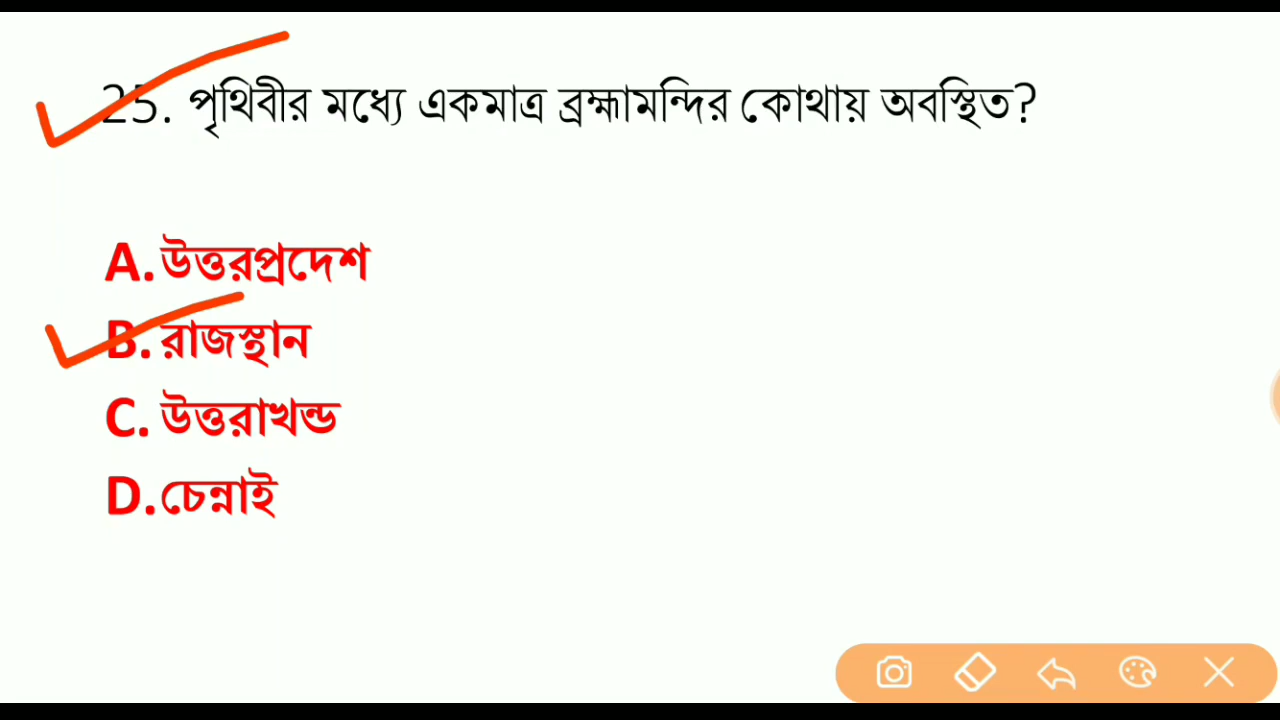 25. পৃথিবীর মধ্যে একমাত্র ব্রহ্মামন্দির কোথায় অবস্থিত?
A.উত্তরপ্রদেশ
B. রাজস্থান
C. উত্তরাখন্ড
D.চেন্নাই